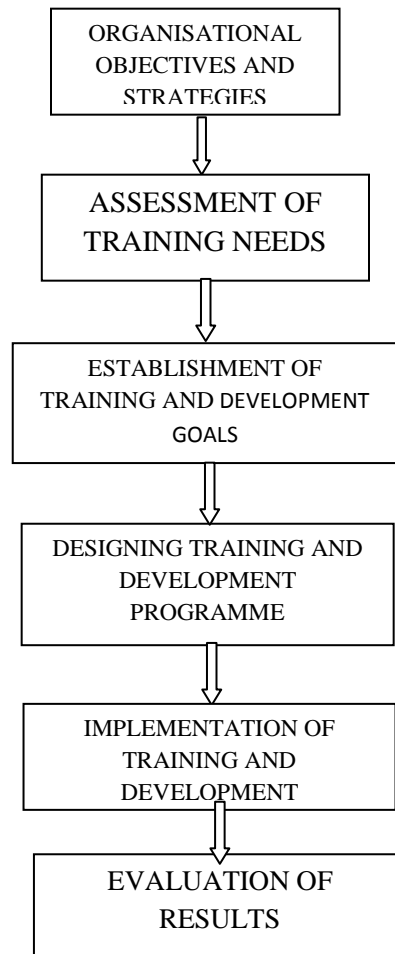 ORGANISATIONAL
OBJECTIVES AND
STRATEGIES
ASSESSMENT OF
TRAINING NEEDS
ESTABLISHMENT OF
TRAINING AND DEVELOPMENT
GOALS
DESIGNING TRAINING AND
DEVELOPMENT
PROGRAMME
IMPLEMENTATION OF
TRAINING AND
DEVELOPMENT
EVALUATION OF
RESULTS